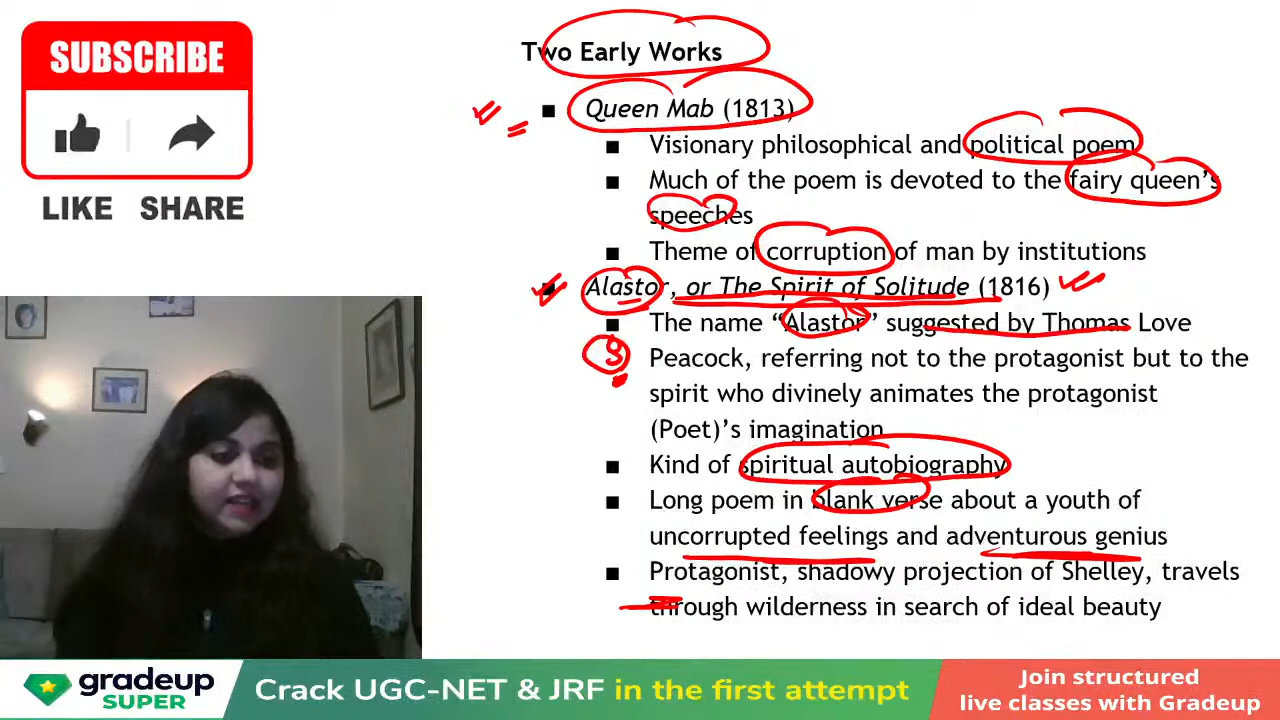 SUBSCRIBE
LIKE SHARE
Two Early Works
■ Queen Mab (1813)
■ Visionary philosophical and political poem
■ Much of the poem is devoted to the fairy queen’s
speeches
■ Theme of corruption of man by institutions
■ Alastor, or The Spirit of Solitude (1816)
■ The name “Alastor” suggested by Thomas Love
Peacock, referring not to the protagonist but to the
spirit who divinely animates the protagonist
(Poet)’s imagination
■ Kind of spiritual autobiography
■ Long poem in blank verse about a youth of
uncorrupted feelings and adventurous genius
■ Protagonist, shadowy projection of Shelley, travels
through wilderness in search of ideal beauty
gradeup
SUPER
Crack UGC-NET & JRF in the first attempt
Join structured
live classes with Gradeup